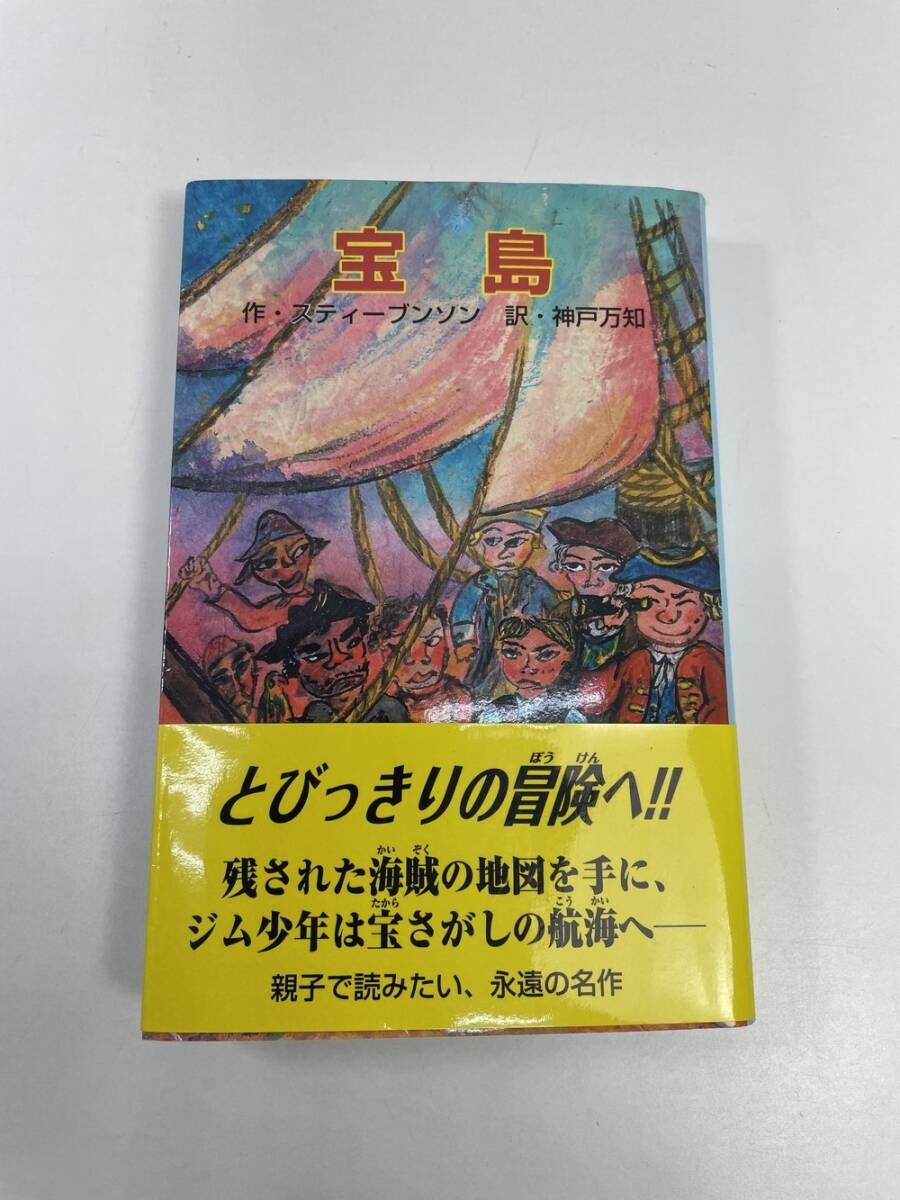 宝島
作・スティーブンソン 訳・神戸万知
とびっきりの冒険へ!!
残された海賊の地図を手に、
ジム少年は宝さがしの航海へ──
親子で読みたい、永遠の名作